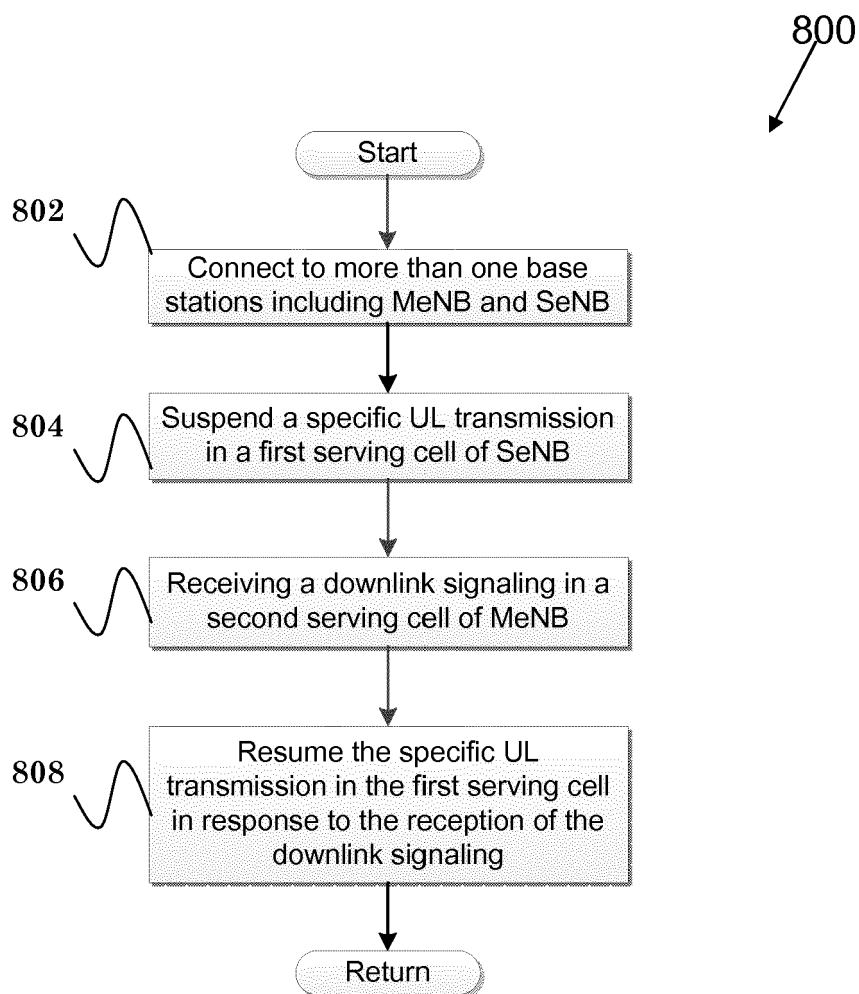 800
Start
802
Connect to more than one base
stations including MeNB and SeNB
804
Suspend a specific UL transmission
in a first serving cell of SeNB
806
Receiving a downlink signaling in a
second serving cell of MeNB
808
Resume the specific UL
transmission in the first serving cell
in response to the reception of the
downlink signaling
Return